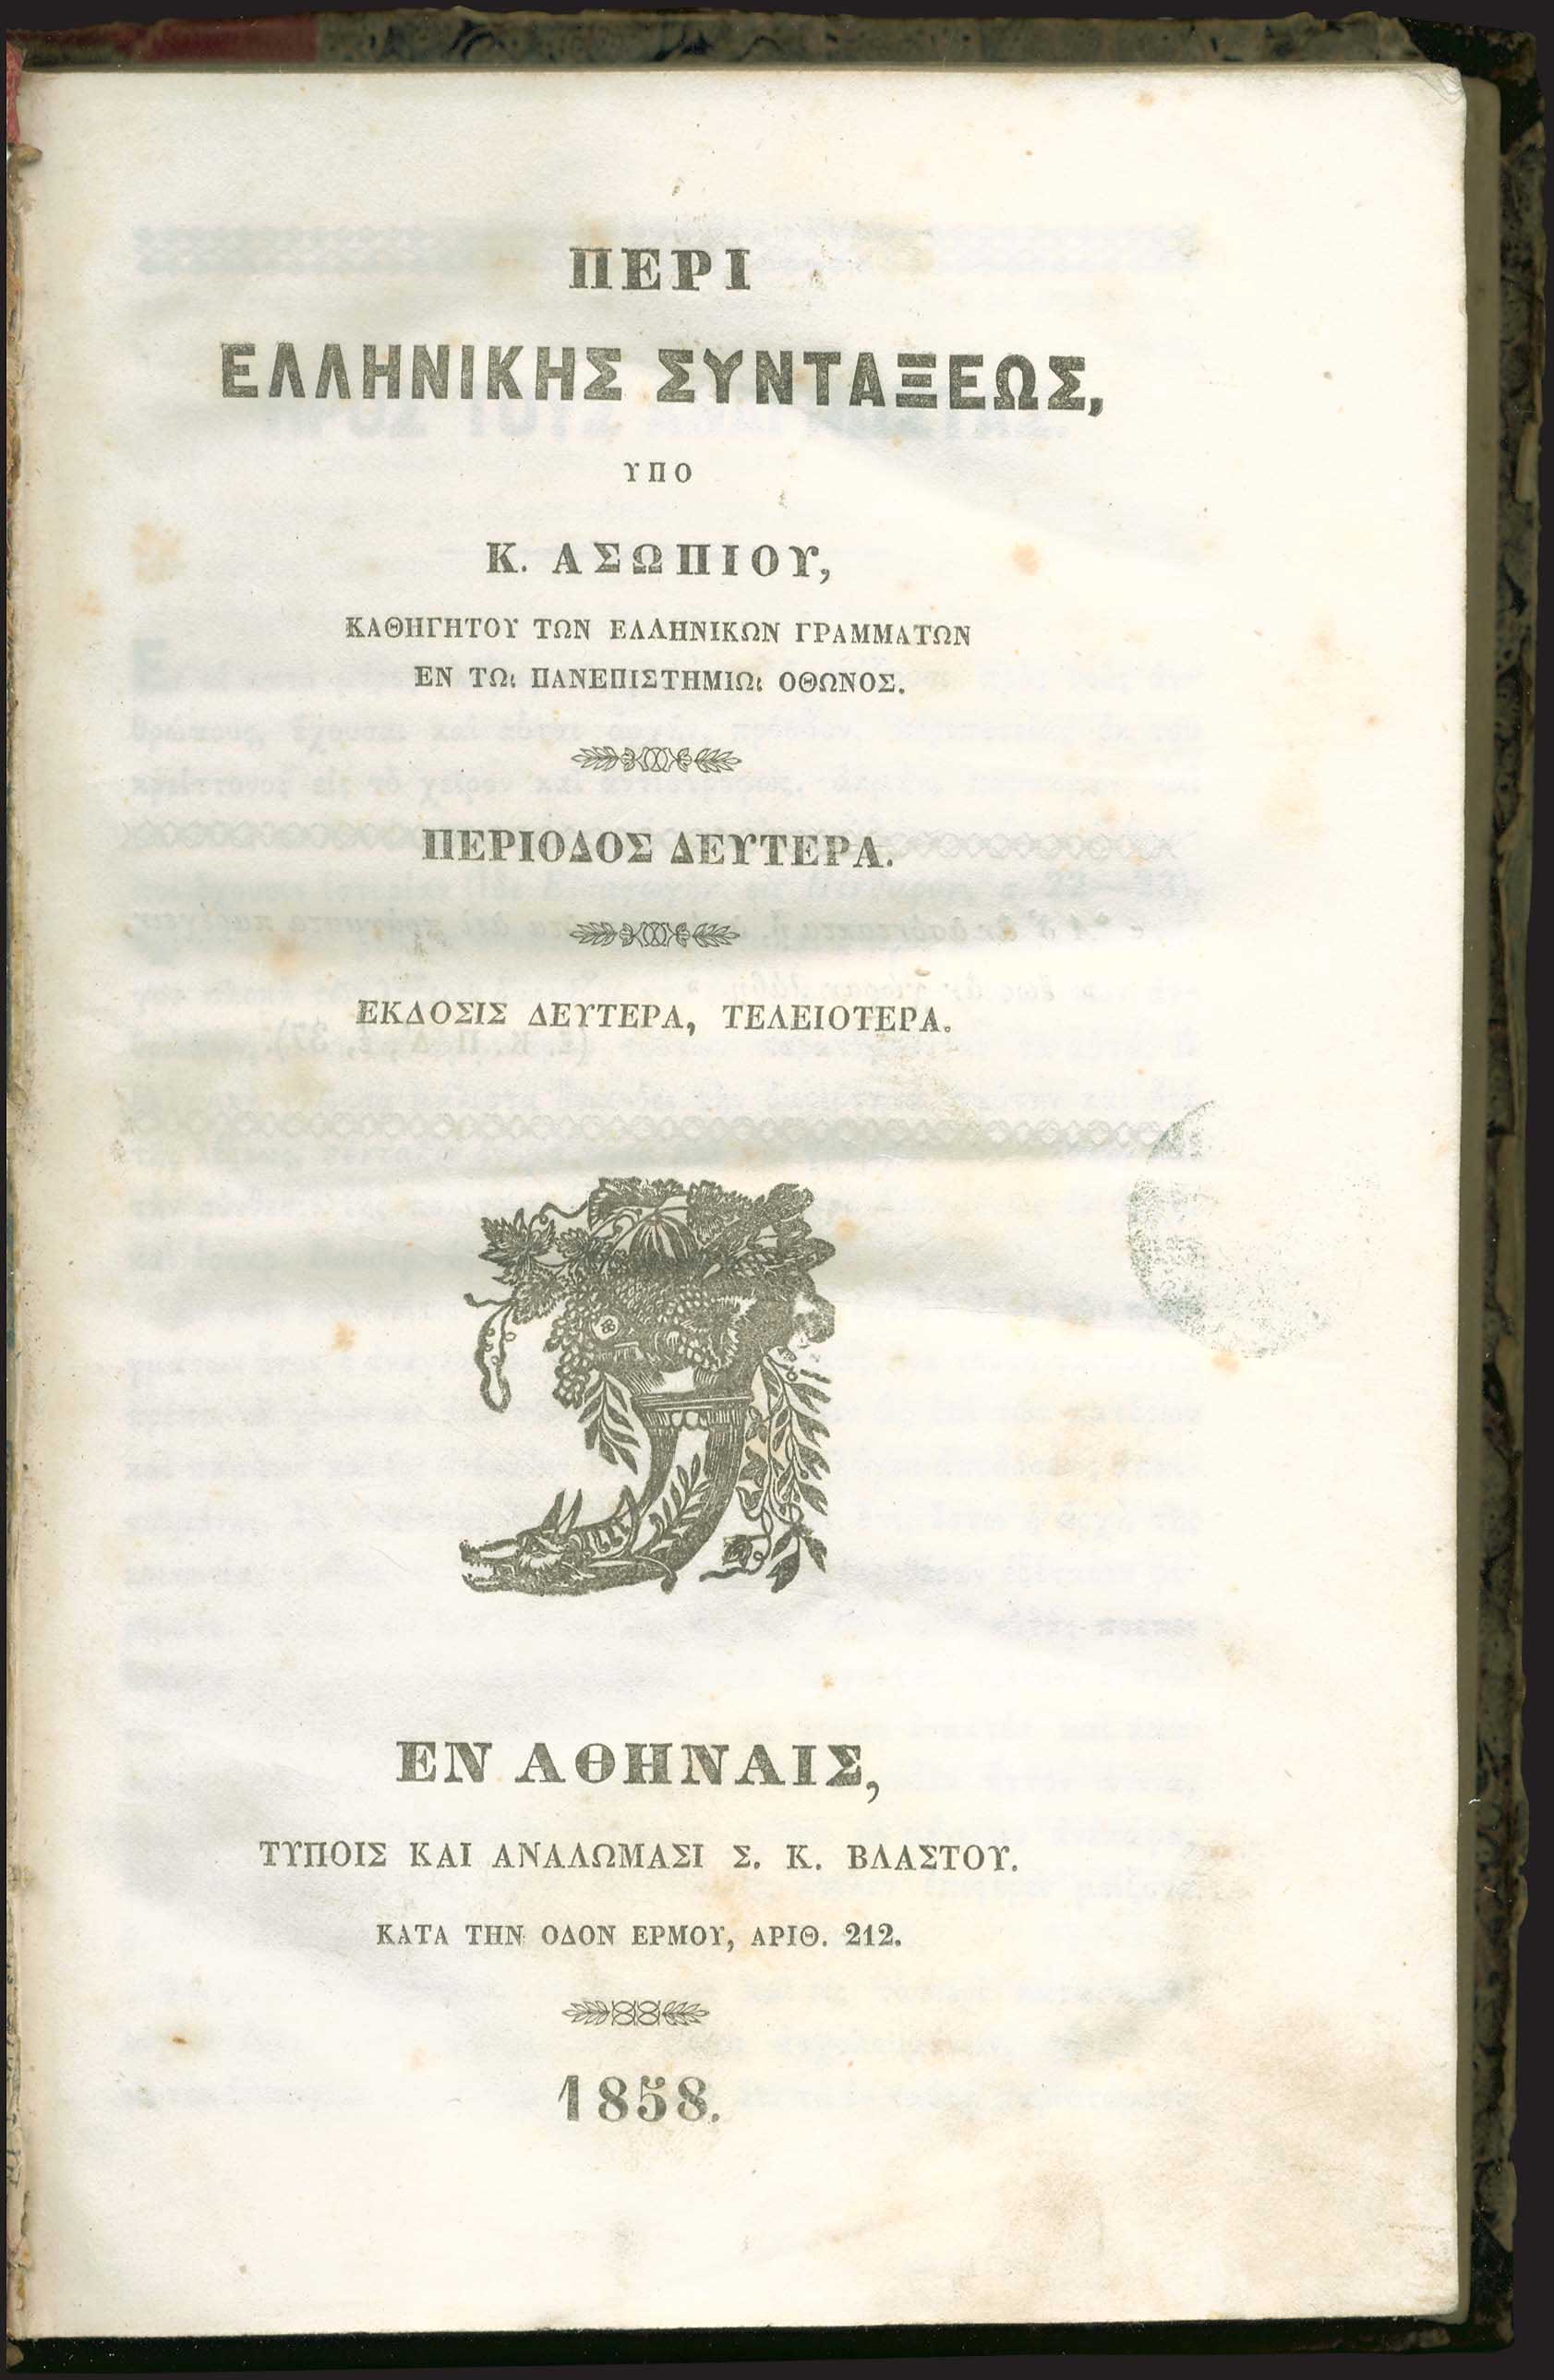 ΠΕΡΙ
ΕΛΛΗΝΙΚΗΣ ΣΥΝΤΑΞΕΩΣ,
ΥΠΟ
Κ. ΑΣΩΠΙΟΥ,
ΚΑΘΗΓΗΤΟΥ ΤΩΝ ΕΛΛΗΝΙΚΩΝ ΓΡΑΜΜΑΤΩΝ
ΕΝ ΤΩι ΠΑΝΕΠΙΣΤΗΜΙΩι ΟΘΩΝΟΣ.
ΠΕΡΙΟΔΟΣ ΔΕΥΤΕΡΑ.
ΕΚΔΟΣΙΣ ΔΕΥΤΕΡΑ, ΤΕΛΕΙΟΤΕΡΑ.
ΕΝ ΑΘΗΝΑΙΣ,
ΤΥΠΟΙΣ ΚΑΙ ΑΝΑΛΩΜΑΣΙ Σ. Κ. ΒΛΑΣΤΟΥ.
ΚΑΤΑ ΤΗΝ ΟΔΟΝ ΕΡΜΟΥ, ΑΡΙΘ. 212.
1858.